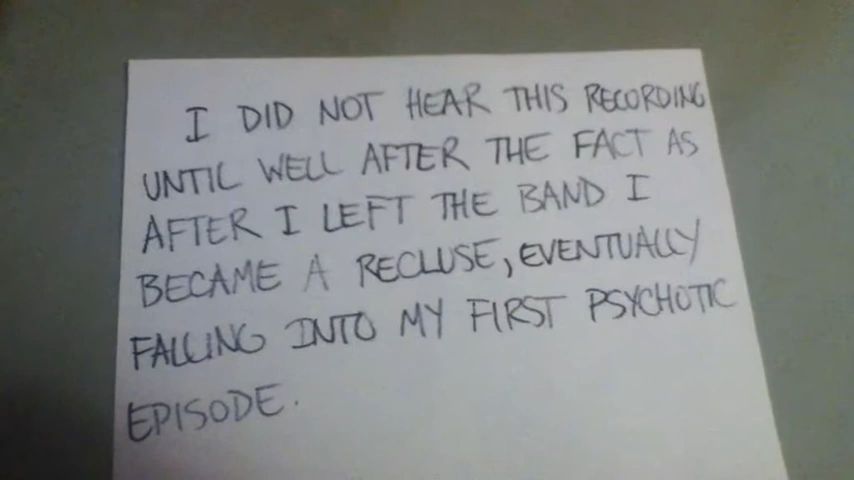 I DID NOT HEAR THIS RECORDING
UNTIL WELL AFTER THE FACT AS
AFTER I LEFT THE BAND I
BECAME A RECLUSE, EVENTUALLY
FALLING INTO MY FIRST PSYCHOTIC
EPISODE.